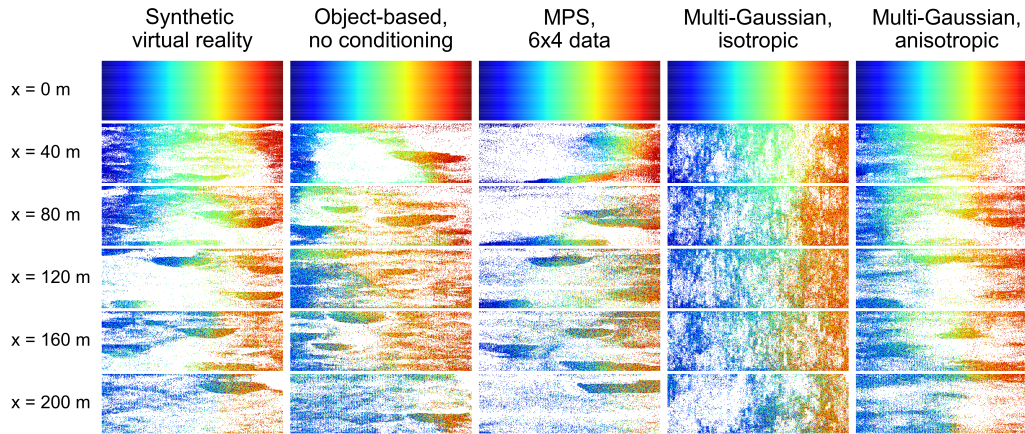 Synthetic
virtual reality
Object-based,
no conditioning
MPS,
6x4 data
Multi-Gaussian,
isotropic
Multi-Gaussian,
anisotropic
x = 0 m
x = 40 m
x = 80 m
x = 120 m
x = 160 m
x = 200 m